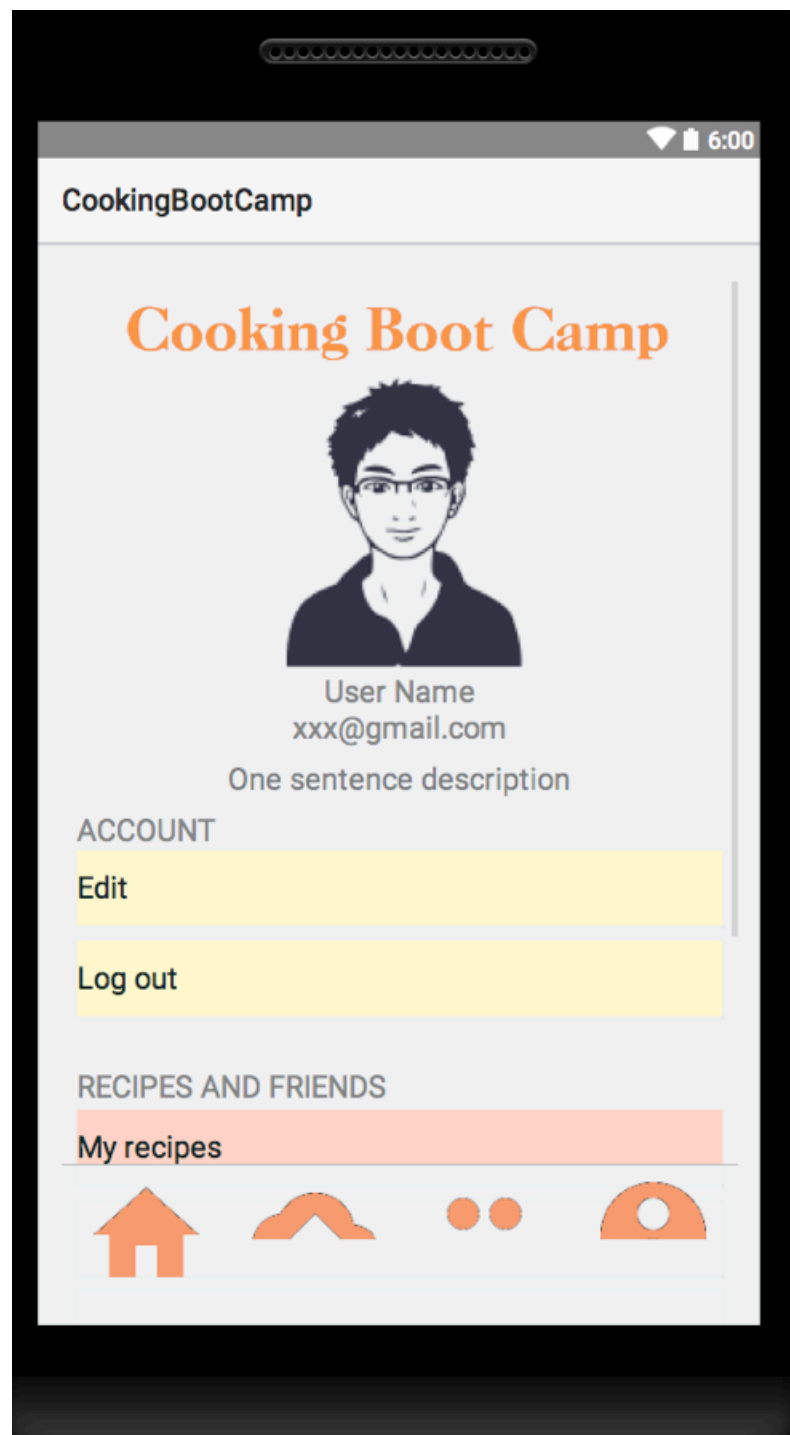 6:00
CookingBootCamp
Cooking Boot Camp
User Name
xxx@gmail.com
One sentence description
ACCOUNT
Edit
Log out
RECIPES AND FRIENDS
My recipes